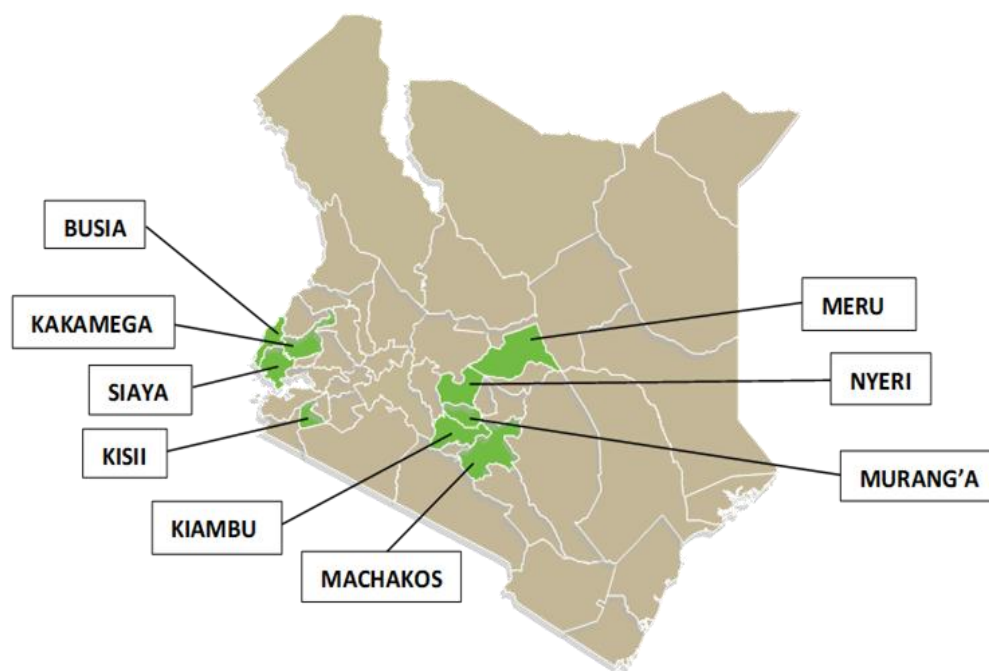 BUSIA
KAKAMEGA
SIAYA
KISII
KIAMBU
MACHAKOS
MERU
NYERI
MURANG’A